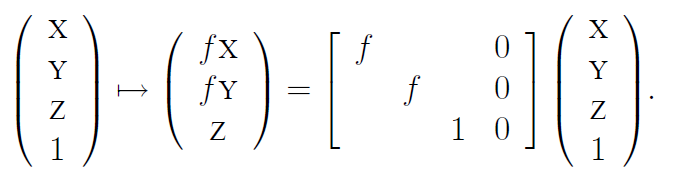 (X Y Z 1) ↦ (fX fY Z) = [f 0 f 0 1 0] (X Y Z 1).